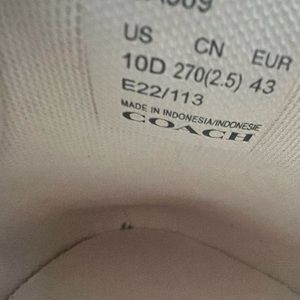 US CN EUR
10D 270(2.5) 43
E22/113
MADE IN INDONESIA/INDONESIE
COACH